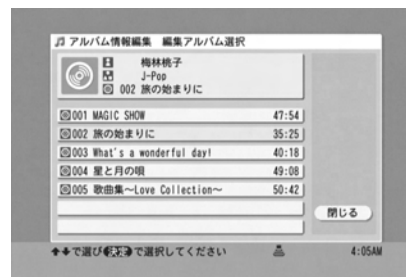 アルバム情報編集 編集アルバム選択
梅林桃子
J-Pop
002 旅の始まりに
001 MAGIC SHOW 47:54
002 旅の始まりに 35:25
003 What's a wonderful day! 40:18
004 星と月の唄 49:08
005 歌曲集～Love Collection～ 50:42
閉じる
↑↓で選び決定で選択してください 4:05AM